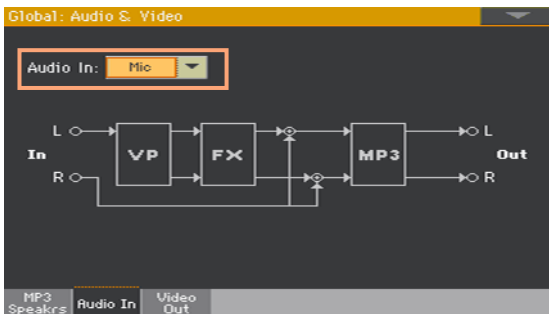 Global: Audio & Video
Audio In: Mic
L L
In VP FX MP3 Out
R R
MP3 Speakrs Audio In Video Out